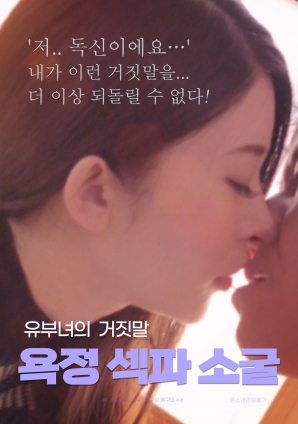 '저.. 독신이에요…'
내가 이런 거짓말을...
더 이상 되돌릴 수 없다!
유부녀의 거짓말
욕정 섹파 소굴